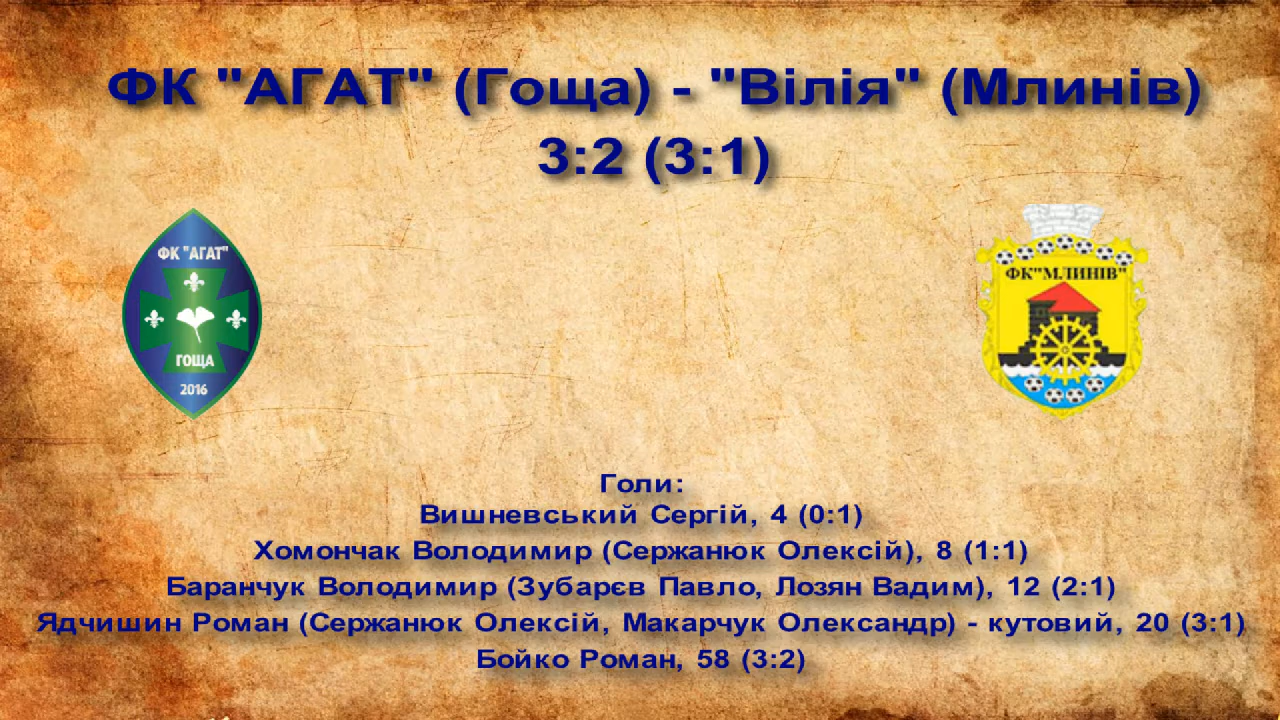 ФК "АГАТ" (Гоща) - "Вілія" (Млинів)
3:2 (3:1)
ФК "АГАТ"
ГОЩА
2016
ФК"МЛИНІВ"
Голи:
Вишневський Сергій, 4 (0:1)
Хомончак Володимир (Сержанюк Олексій), 8 (1:1)
Баранчук Володимир (Зубарєв Павло, Лозян Вадим), 12 (2:1)
Ядчишин Роман (Сержанюк Олексій, Макарчук Олександр) - кутовий, 20 (3:1)
Бойко Роман, 58 (3:2)